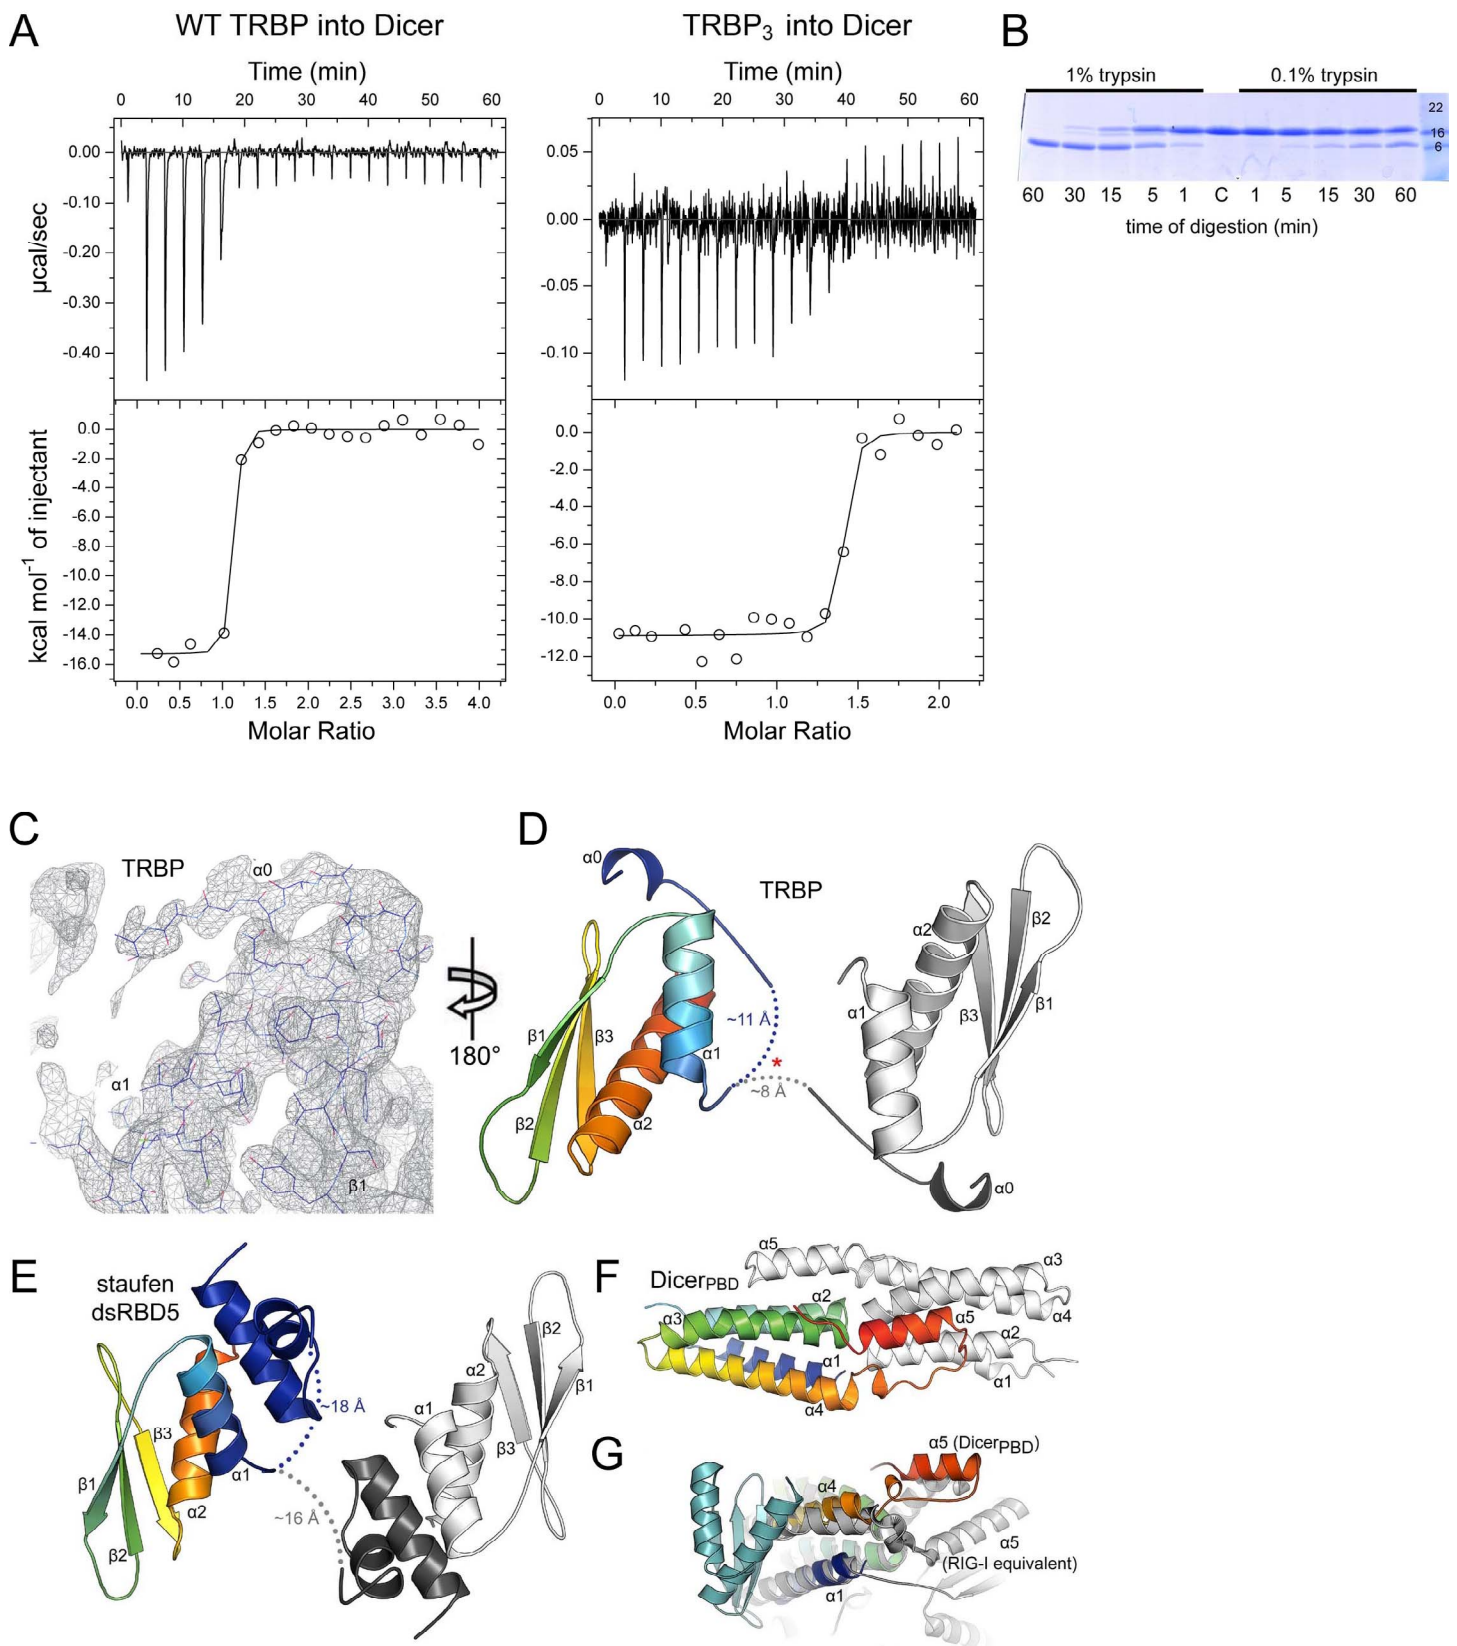 A
WT TRBP into Dicer
Time (min)
0 10 20 30 40 50 60
0.00
-0.10
-0.20
-0.30
-0.40
µcal/sec
0.0
-2.0
-4.0
-6.0
-8.0
-10.0
-12.0
-14.0
-16.0
kcal mol-1 of injectant
0.0 0.5 1.0 1.5 2.0 2.5 3.0 3.5 4.0
Molar Ratio
TRBP3 into Dicer
Time (min)
0 10 20 30 40 50 60
0.05
0.00
-0.05
-0.10
0.0
-2.0
-4.0
-6.0
-8.0
-10.0
-12.0
0.0 0.5 1.0 1.5 2.0
Molar Ratio
B
1% trypsin 0.1% trypsin
22
16
6
60 30 15 5 1 C 1 5 15 30 60
time of digestion (min)
C
TRBP
α0
α1
β1
180°
D
TRBP
α0
β1
β3
β2
α1
α2
~11 Å
*
~8 Å
α2
β2
α1
β3
β1
α0
E
staufen
dsRBD5
β3
β1
β2
α1
α2
~18 Å
~16 Å
α1
α2
β2
β1
β3
F
DicerPBD
α5
α3
α2
α3
α5
α4
α2
α1
α1
α4
G
α5 (DicerPBD)
α4
α5
(RIG-I equivalent)
α1